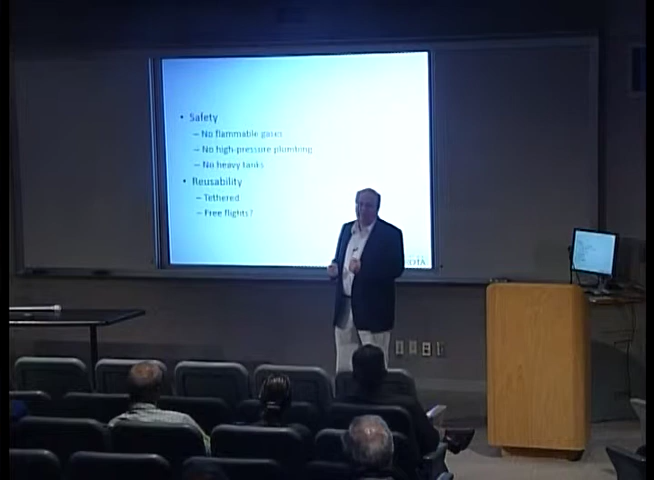 • Safety
– No flammable gases
– No high-pressure plumbing
– No heavy tanks
• Reusability
– Tethered
– Free flights?